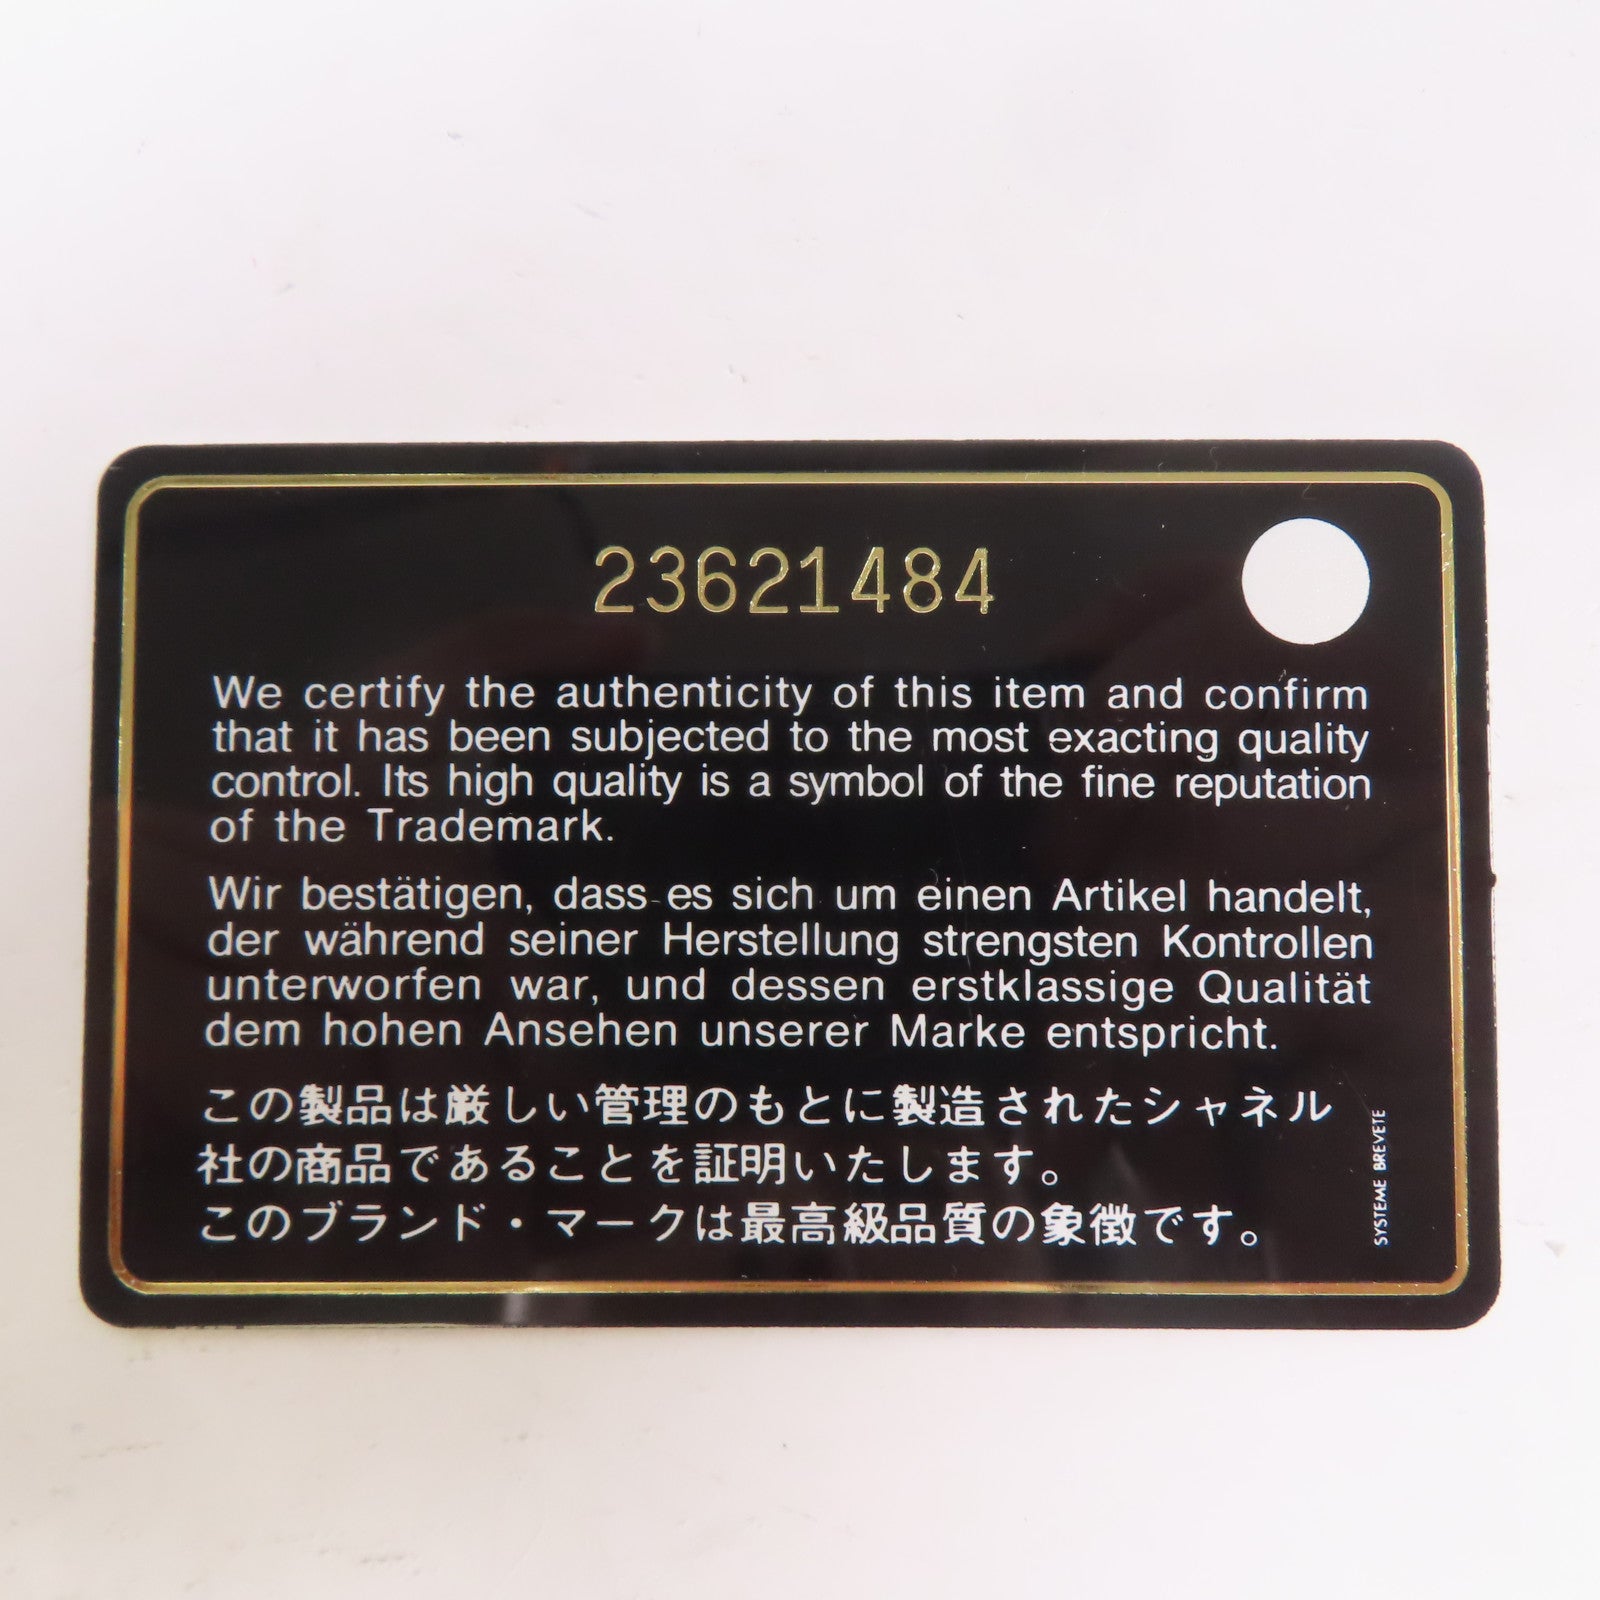 23621484
We certify the authenticity of this item and confirm
that it has been subjected to the most exacting quality
control. Its high quality is a symbol of the fine reputation
of the Trademark.
Wir bestätigen, dass es sich um einen Artikel handelt,
der während seiner Herstellung strengsten Kontrollen
unterworfen war, und dessen erstklassige Qualität
dem hohen Ansehen unserer Marke entspricht.
この製品は厳しい管理のもとに製造されたシャネル
社の商品であることを証明いたします。
このブランド・マークは最高級品質の象徴です。
SYSTEME BREVETE